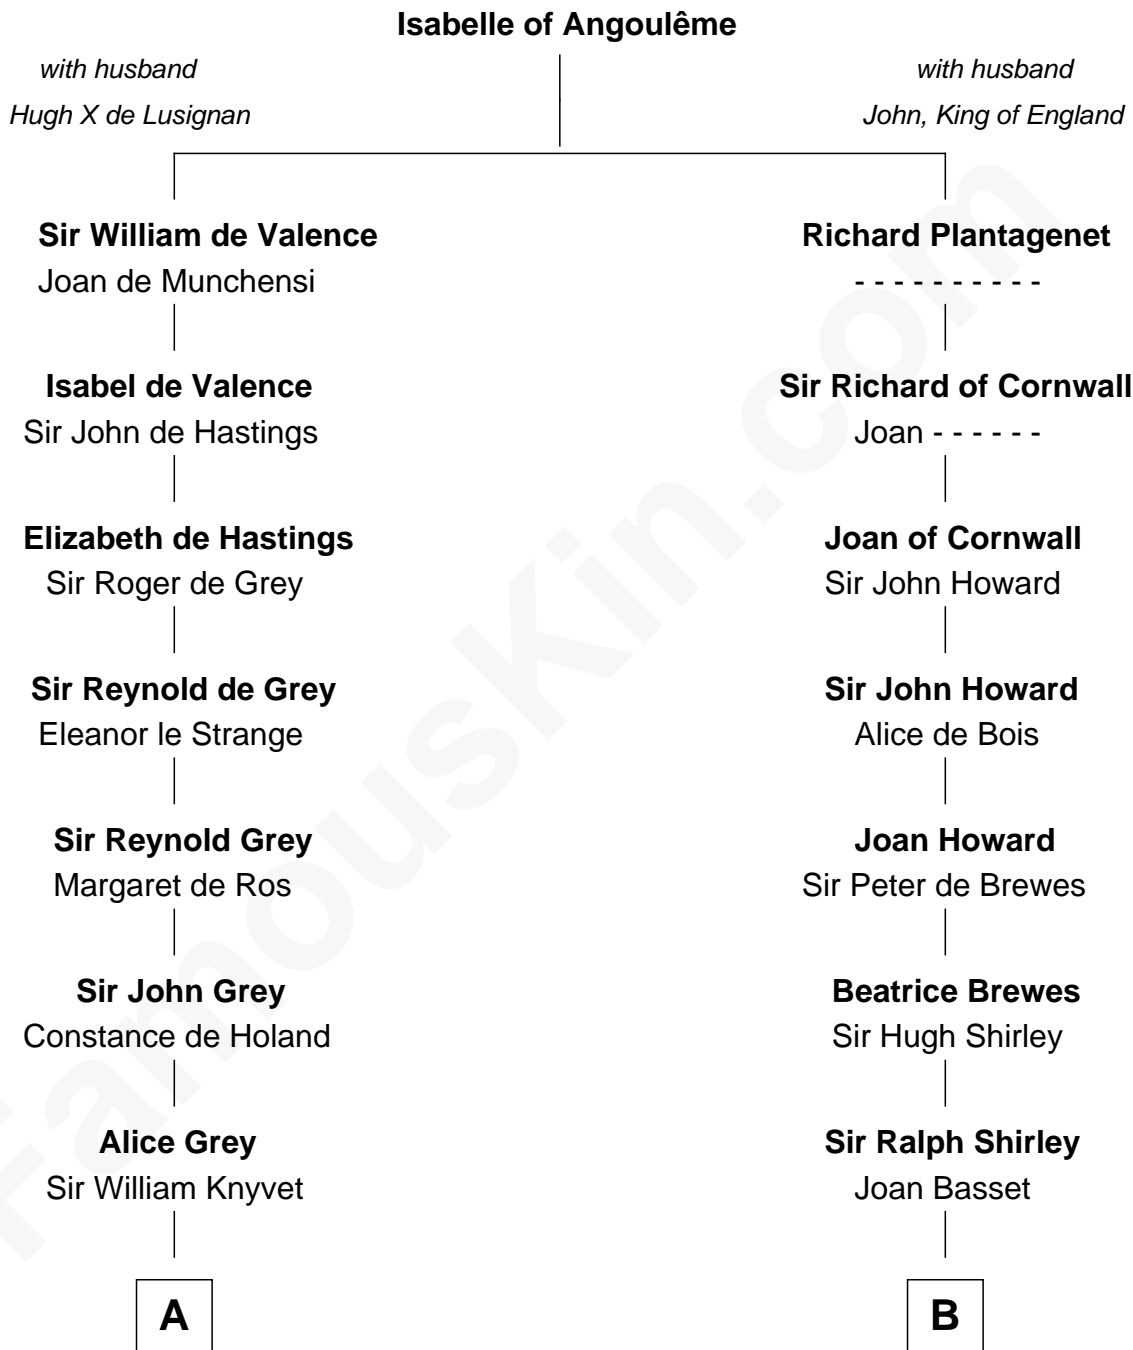 Isabelle of Angoulême
with husband
Hugh X de Lusignan
with husband
John, King of England
Sir William de Valence
Joan de Munchensi
Richard Plantagenet
- - - - - - - - - -
Isabel de Valence
Sir John de Hastings
Sir Richard of Cornwall
Joan - - - - - -
Elizabeth de Hastings
Sir Roger de Grey
Joan of Cornwall
Sir John Howard
Sir Reynold de Grey
Eleanor le Strange
Sir John Howard
Alice de Bois
Sir Reynold Grey
Margaret de Ros
Joan Howard
Sir Peter de Brewes
Sir John Grey
Constance de Holand
Beatrice Brewes
Sir Hugh Shirley
Alice Grey
Sir William Knyvet
Sir Ralph Shirley
Joan Basset
A
B
FamousKin.com